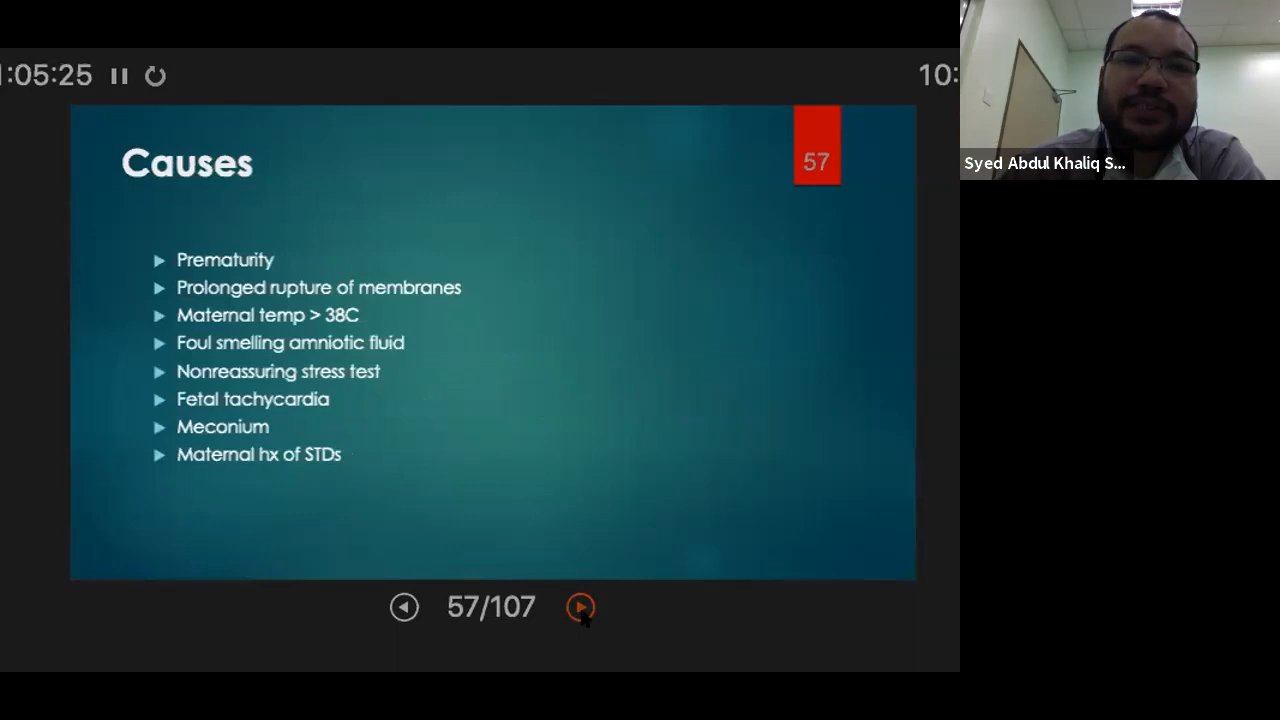 1:05:25
10:
Causes
57
Prematurity
Prolonged rupture of membranes
Maternal temp > 38C
Foul smelling amniotic fluid
Nonreassuring stress test
Fetal tachycardia
Meconium
Maternal hx of STDs
57/107
Syed Abdul Khaliq S...